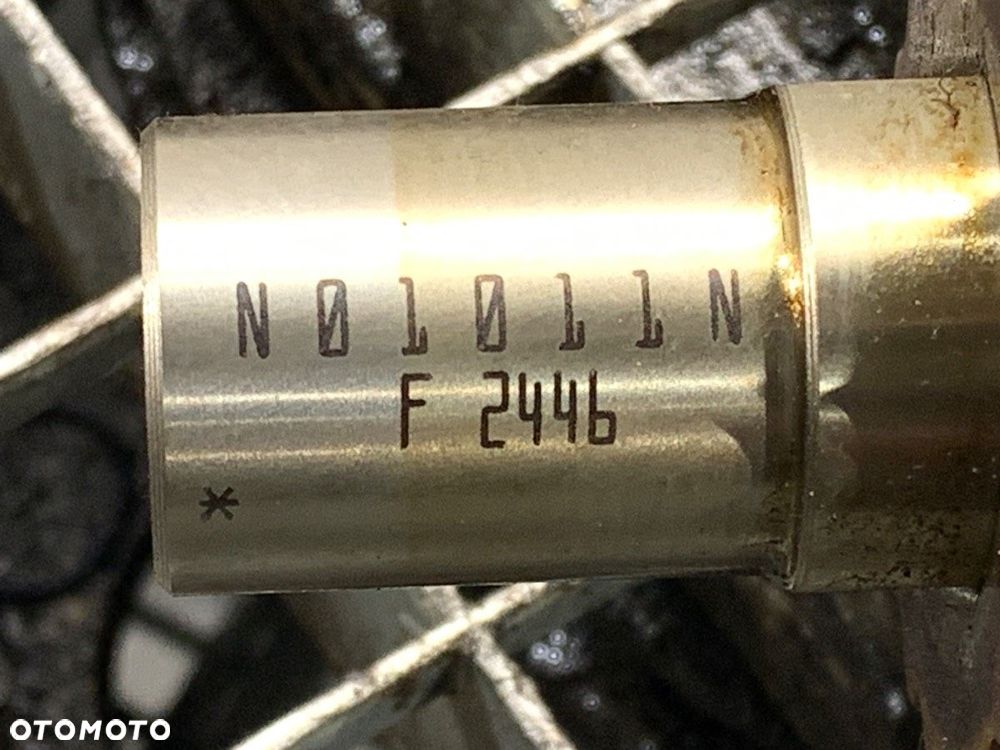 N01011N
F 2446
*
OTOMOTO